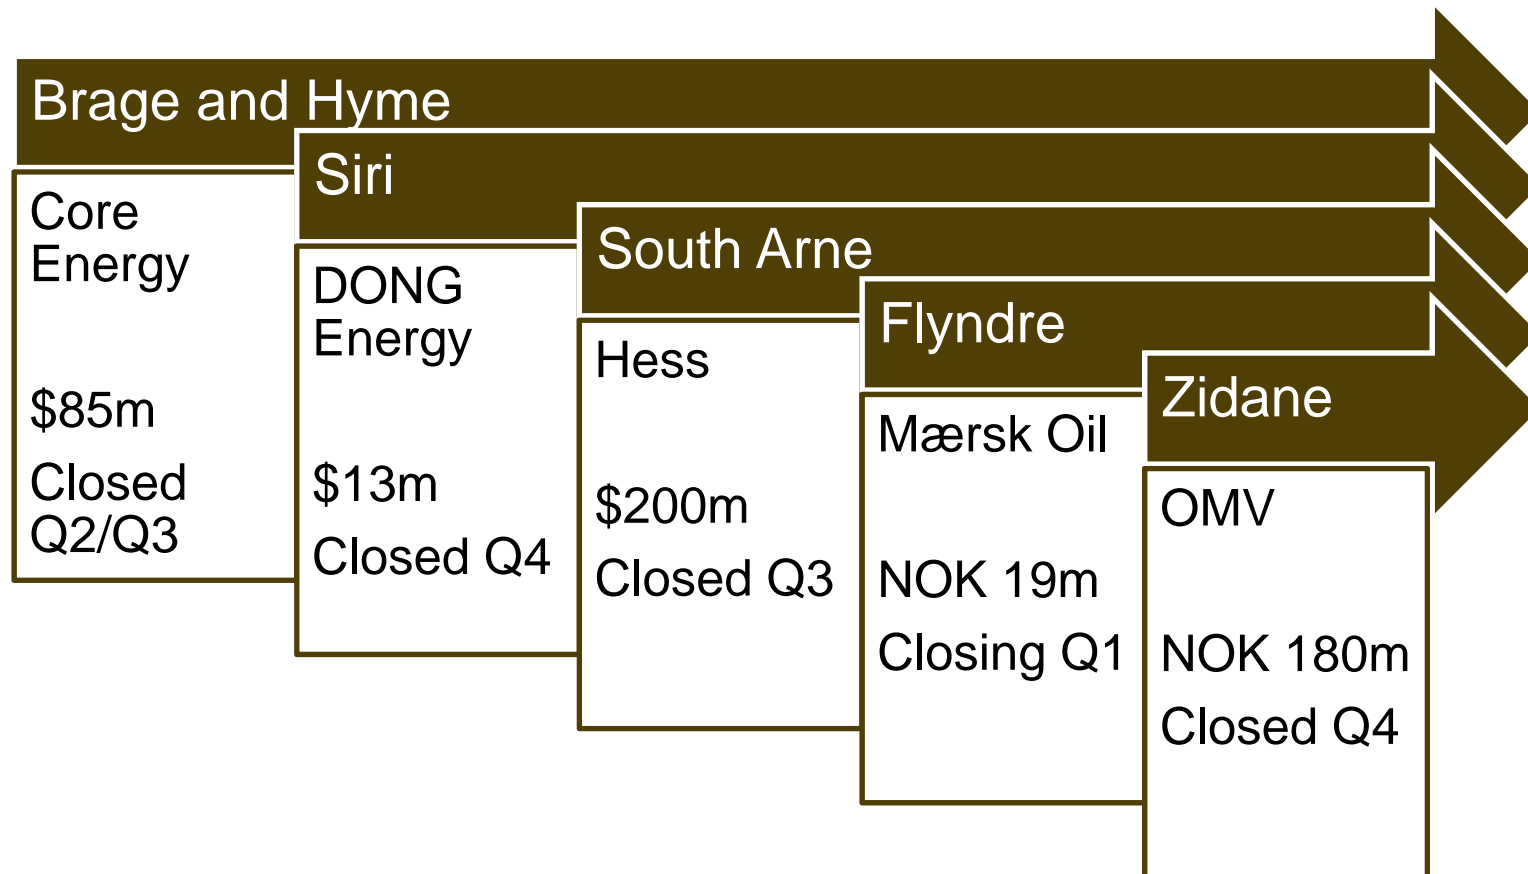 Brage and Hyme
Core
Energy
$85m
Closed
Q2/Q3
Siri
DONG
Energy
$13m
Closed Q4
South Arne
Hess
$200m
Closed Q3
Flyndre
Mærsk Oil
NOK 19m
Closing Q1
Zidane
OMV
NOK 180m
Closed Q4